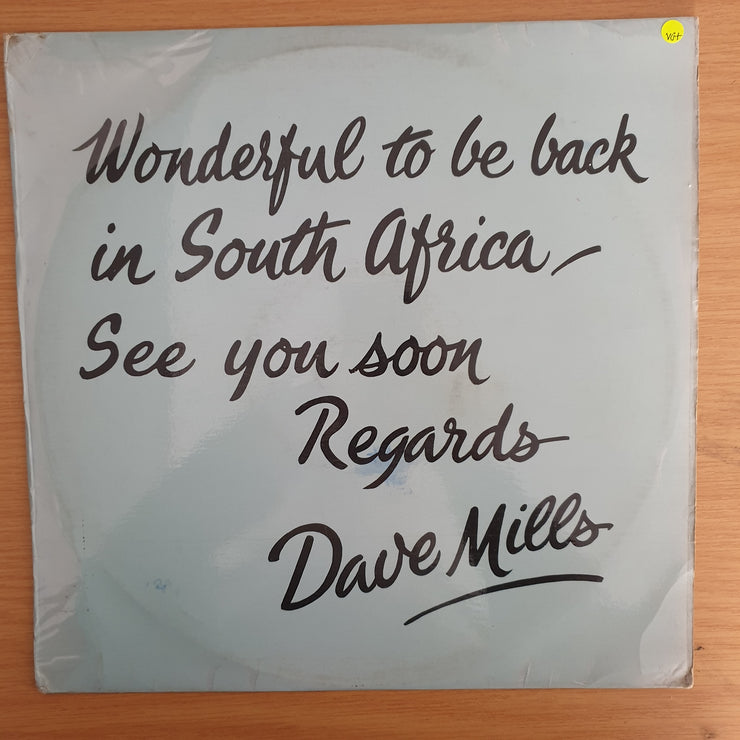 VG+
Wonderful to be back
in South Africa –
See you soon
Regards
Dave Mills